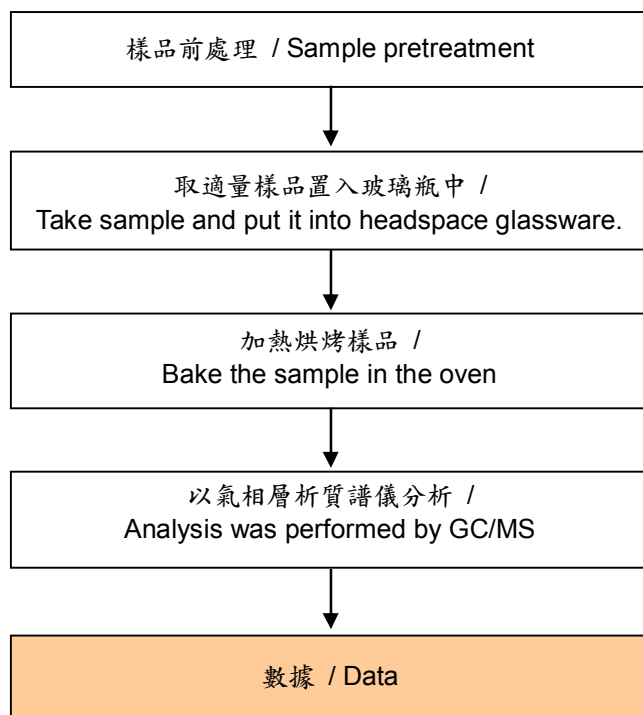 樣品前處理 / Sample pretreatment
取適量樣品置入玻璃瓶中 /
Take sample and put it into headspace glassware.
加熱烘烤樣品 /
Bake the sample in the oven
以氣相層析質譜儀分析 /
Analysis was performed by GC/MS
數據 / Data